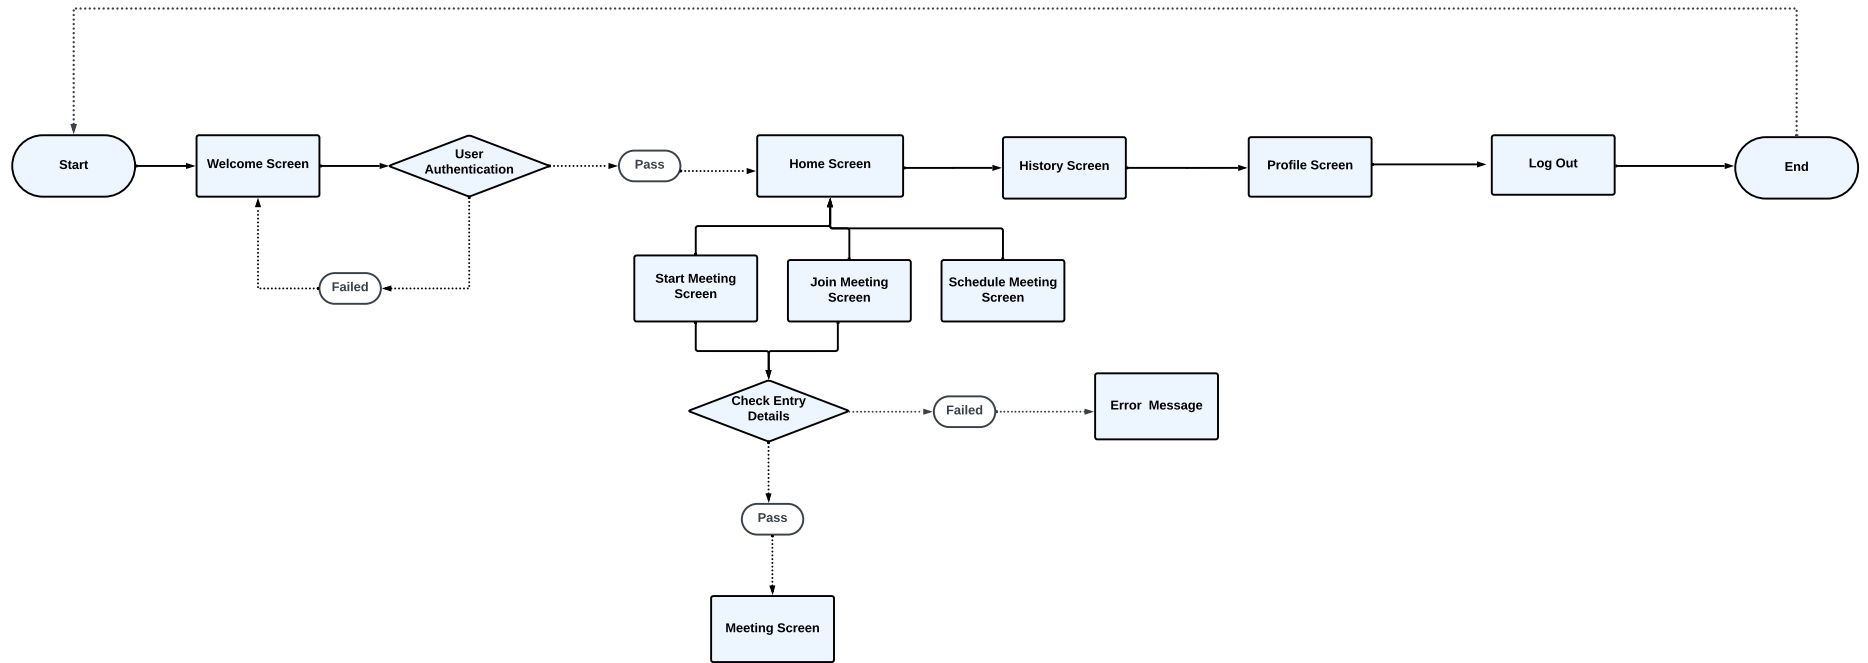 Start
Welcome Screen
User
Authentication
Pass
Home Screen
History Screen
Profile Screen
Log Out
End
Failed
Start Meeting
Screen
Join Meeting
Screen
Schedule Meeting
Screen
Check Entry
Details
Failed
Error  Message
Pass
Meeting Screen